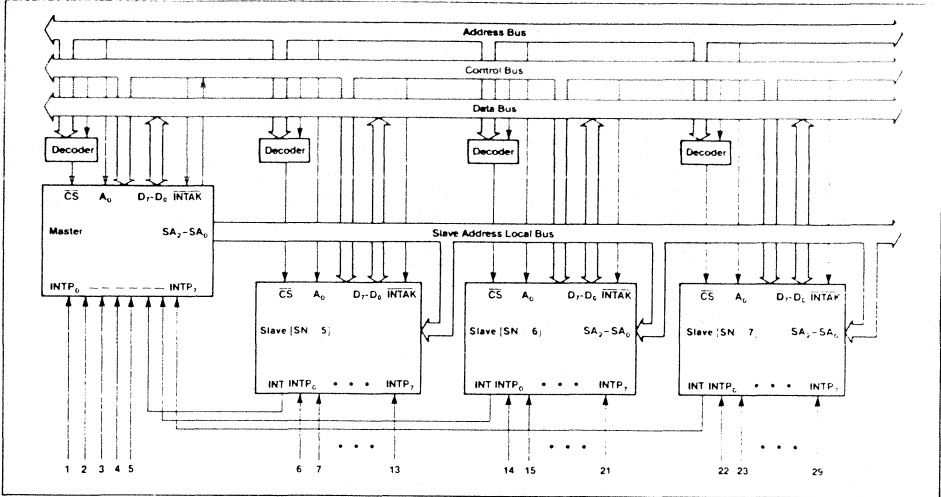 Address Bus
Control Bus
Data Bus
Decoder Decoder Decoder Decoder
CS A₀ D₇-D₀ INTAK
Master SA₂-SA₀
Slave Address Local Bus
INTP₀ INTP₇
CS A₀ D₇-D₀ INTAK CS A₀ D₇-D₀ INTAK CS A₀ D₇-D₀ INTAK
Slave (SN 5) Slave (SN 6) SA₂-SA₀ Slave (SN 7) SA₂-SA₀
INT INTP₀ • • • INTP₇ INT INTP₀ • • • INTP₇ INT INTP₀ • • • INTP₇
1 2 3 4 5 6 7 • • • 13 14 15 • • • 21 22 23 • • • 29